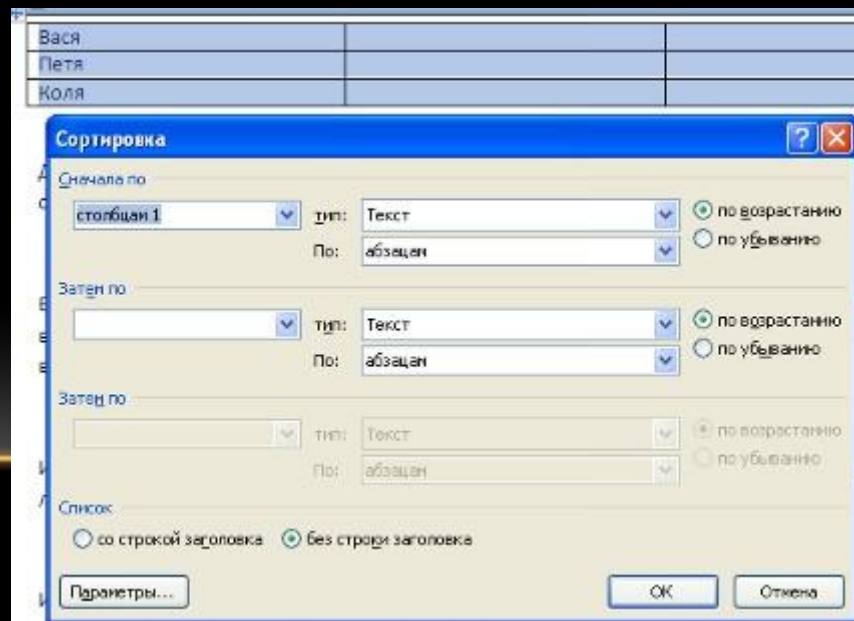 Вася
Петя
Коля
Сортировка
Сначала по
столбцам 1 тип: Текст по возрастанию
По: абзацам по убыванию
Затем по
тип: Текст по возрастанию
По: абзацам по убыванию
Затем по
тип: Текст по возрастанию
По: абзацам по убыванию
Список
со строкой заголовка без строки заголовка
Параметры... ОК Отмена